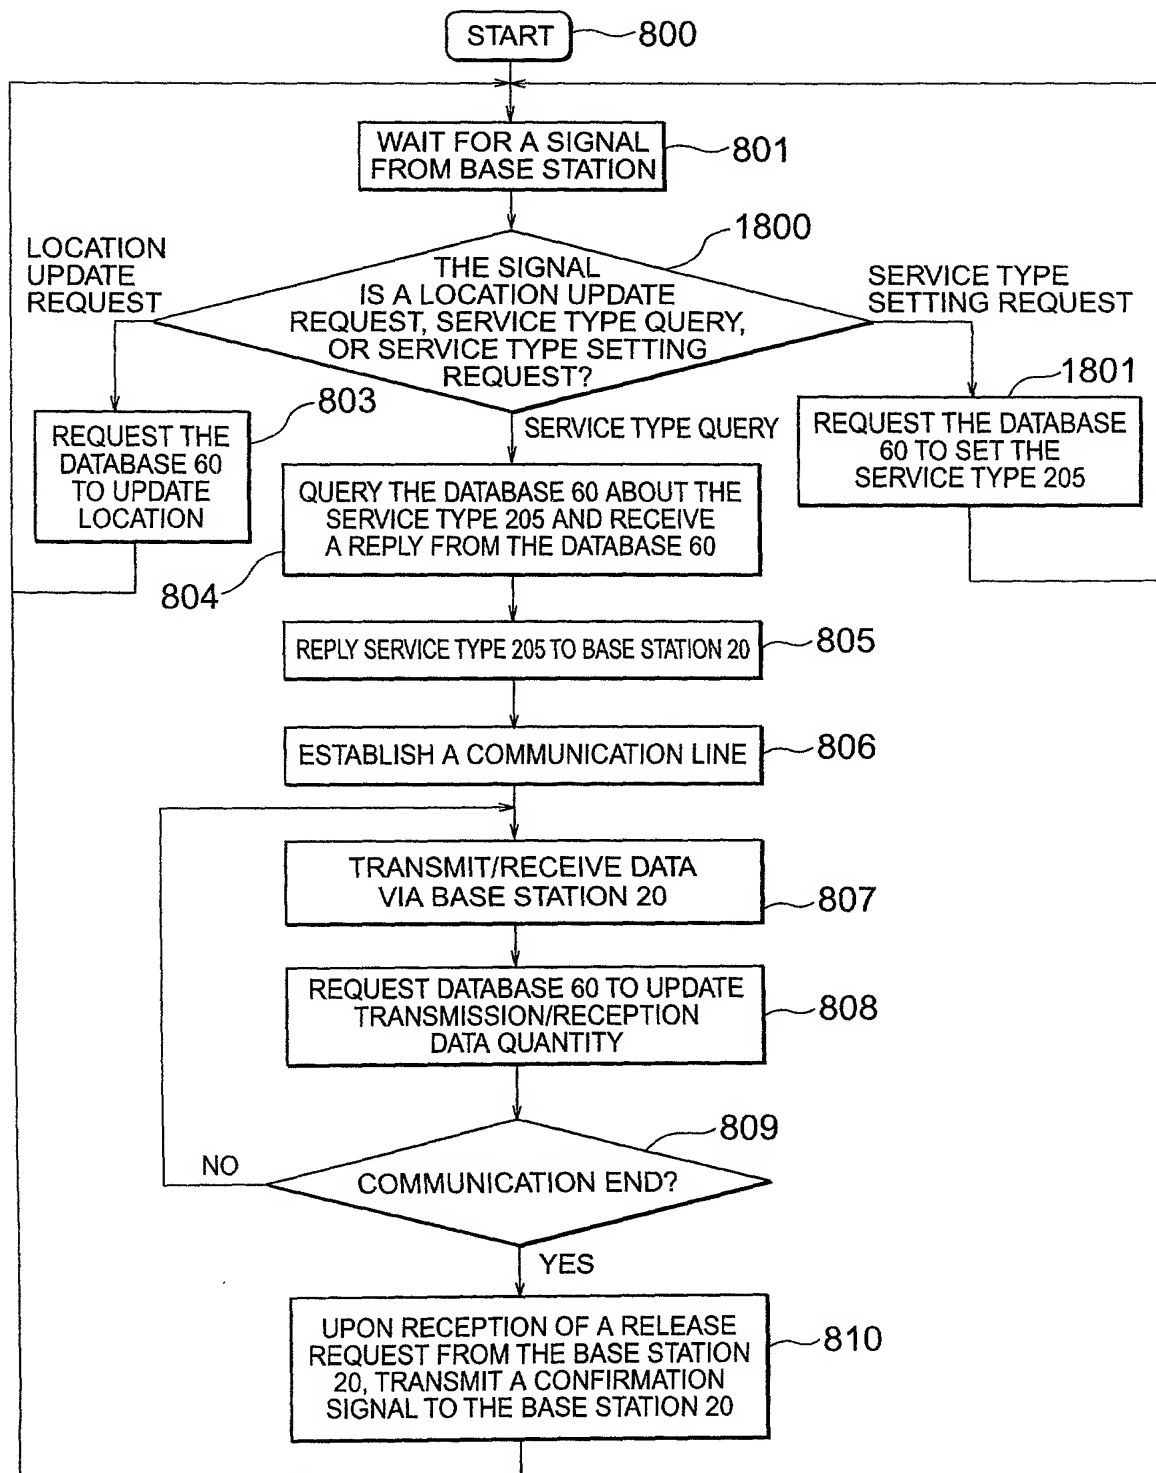 START
800
WAIT FOR A SIGNAL
FROM BASE STATION
801
1800
LOCATION
UPDATE
REQUEST
THE SIGNAL
IS A LOCATION UPDATE
REQUEST, SERVICE TYPE QUERY,
OR SERVICE TYPE SETTING
REQUEST?
SERVICE TYPE
SETTING REQUEST
803
REQUEST THE
DATABASE 60
TO UPDATE
LOCATION
SERVICE TYPE QUERY
1801
REQUEST THE DATABASE
60 TO SET THE
SERVICE TYPE 205
QUERY THE DATABASE 60 ABOUT THE
SERVICE TYPE 205 AND RECEIVE
A REPLY FROM THE DATABASE 60
804
REPLY SERVICE TYPE 205 TO BASE STATION 20
805
ESTABLISH A COMMUNICATION LINE
806
TRANSMIT/RECEIVE DATA
VIA BASE STATION 20
807
REQUEST DATABASE 60 TO UPDATE
TRANSMISSION/RECEPTION
DATA QUANTITY
808
809
NO
COMMUNICATION END?
YES
UPON RECEPTION OF A RELEASE
REQUEST FROM THE BASE STATION
20, TRANSMIT A CONFIRMATION
SIGNAL TO THE BASE STATION 20
810